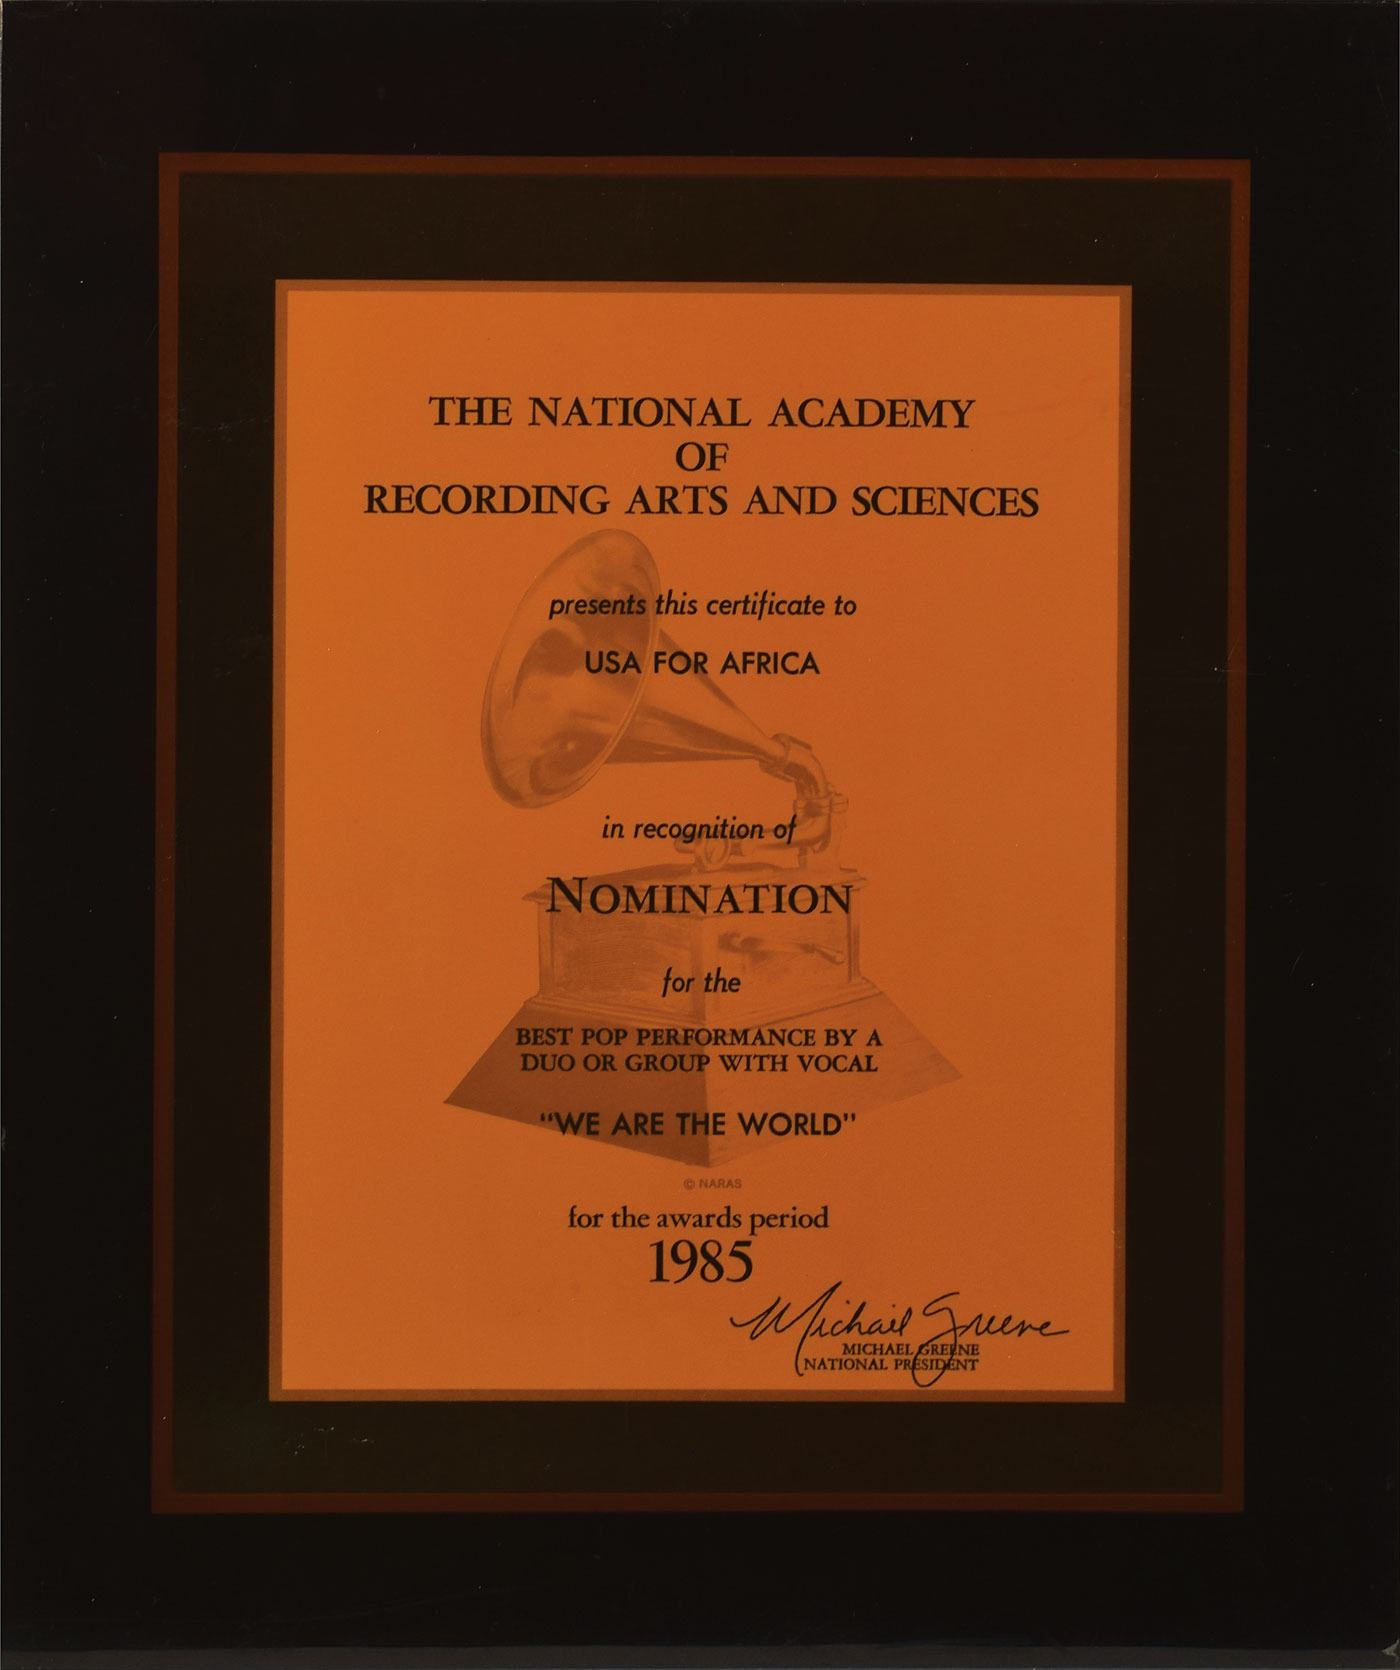 THE NATIONAL ACADEMY
OF
RECORDING ARTS AND SCIENCES
presents this certificate to
USA FOR AFRICA
in recognition of
NOMINATION
for the
BEST POP PERFORMANCE BY A
DUO OR GROUP WITH VOCAL
"WE ARE THE WORLD"
© NARAS
for the awards period
1985
Michael Greene
MICHAEL GREENE
NATIONAL PRESIDENT